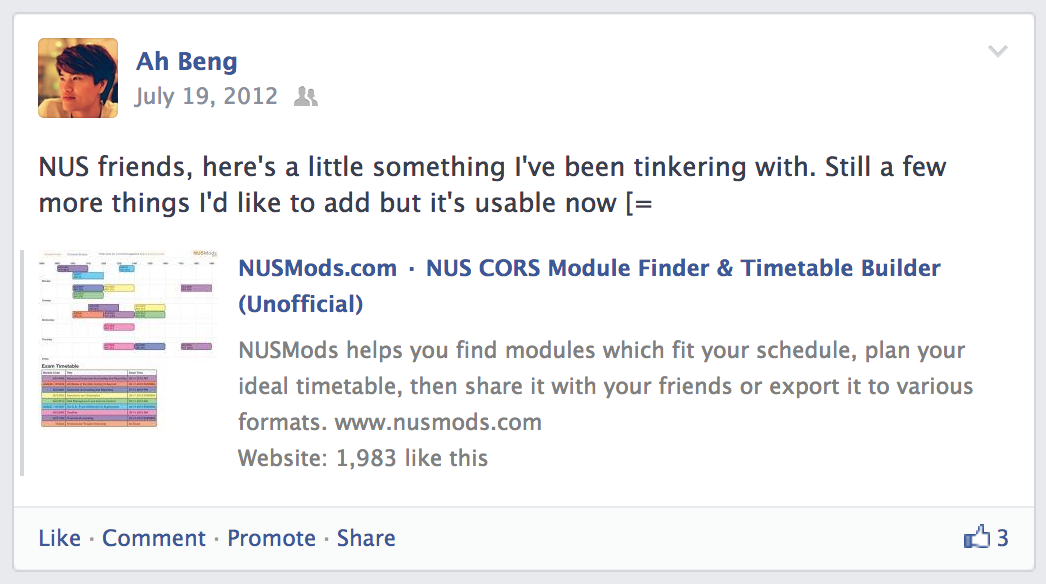 Ah Beng
July 19, 2012
NUS friends, here's a little something I've been tinkering with. Still a few
more things I'd like to add but it's usable now [=
NUSMods
Exam Timetable
NUSMods.com · NUS CORS Module Finder & Timetable Builder
(Unofficial)
NUSMods helps you find modules which fit your schedule, plan your
ideal timetable, then share it with your friends or export it to various
formats. www.nusmods.com
Website: 1,983 like this
Like · Comment · Promote · Share
3